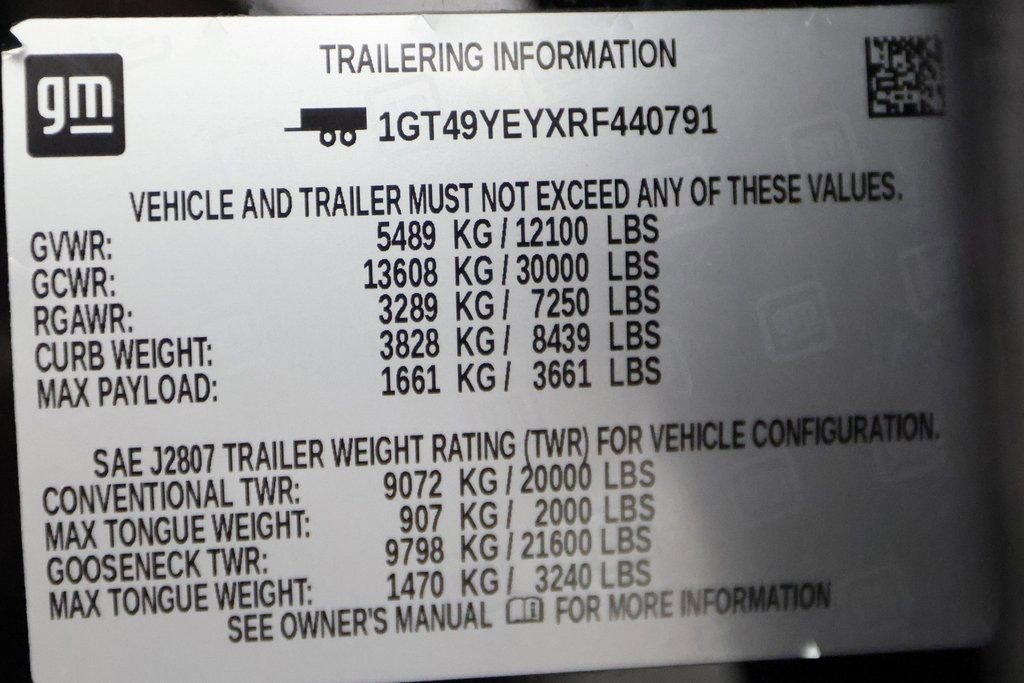 gm
TRAILERING INFORMATION
1GT49YEYXRF440791
VEHICLE AND TRAILER MUST NOT EXCEED ANY OF THESE VALUES.
GVWR: 5489 KG / 12100 LBS
GCWR: 13608 KG / 30000 LBS
RGAWR: 3289 KG / 7250 LBS
CURB WEIGHT: 3828 KG / 8439 LBS
MAX PAYLOAD: 1661 KG / 3661 LBS
SAE J2807 TRAILER WEIGHT RATING (TWR) FOR VEHICLE CONFIGURATION.
CONVENTIONAL TWR: 9072 KG / 20000 LBS
MAX TONGUE WEIGHT: 907 KG / 2000 LBS
GOOSENECK TWR: 9798 KG / 21600 LBS
MAX TONGUE WEIGHT: 1470 KG / 3240 LBS
SEE OWNER'S MANUAL FOR MORE INFORMATION